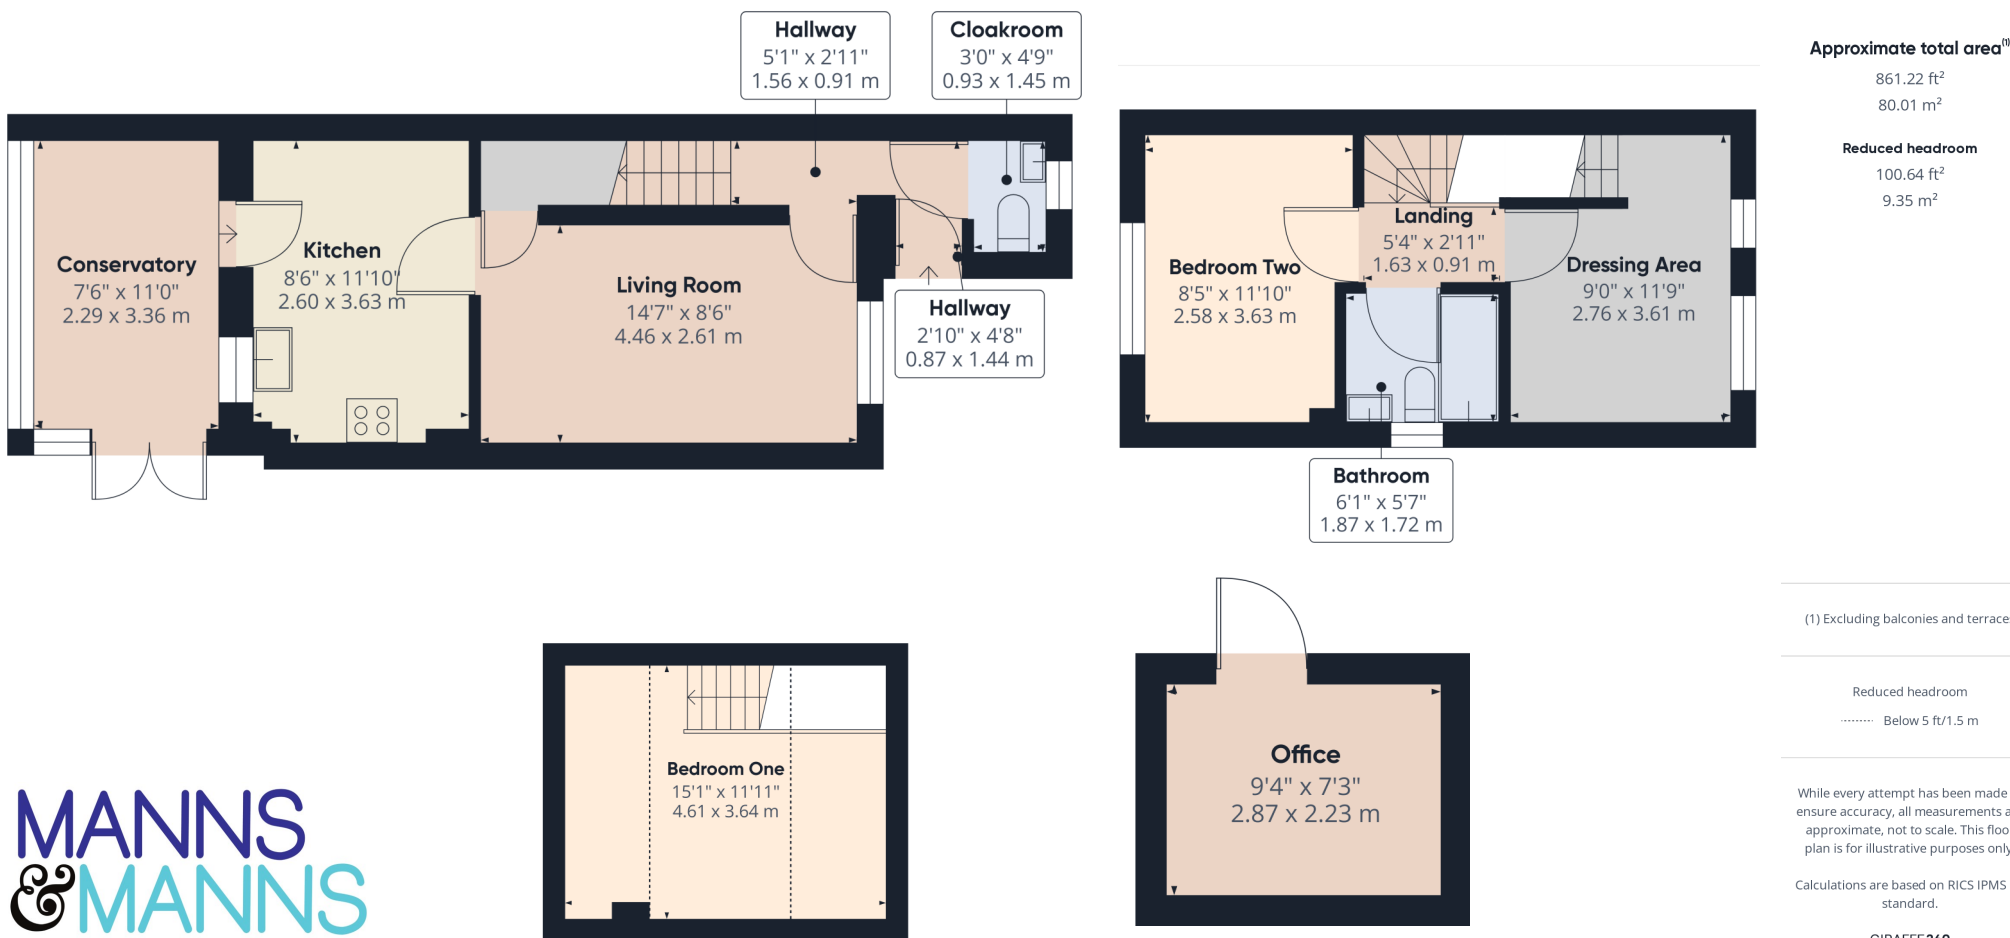 Hallway
5'1" x 2'11"
1.56 x 0.91 m
Cloakroom
3'0" x 4'9"
0.93 x 1.45 m
Conservatory
7'6" x 11'0"
2.29 x 3.36 m
Kitchen
8'6" x 11'10"
2.60 x 3.63 m
Living Room
14'7" x 8'6"
4.46 x 2.61 m
Hallway
2'10" x 4'8"
0.87 x 1.44 m
Bedroom Two
8'5" x 11'10"
2.58 x 3.63 m
Landing
5'4" x 2'11"
1.63 x 0.91 m
Dressing Area
9'0" x 11'9"
2.76 x 3.61 m
Bathroom
6'1" x 5'7"
1.87 x 1.72 m
Bedroom One
15'1" x 11'11"
4.61 x 3.64 m
Office
9'4" x 7'3"
2.87 x 2.23 m
MANNS
&MANNS
Approximate total area(1)
861.22 ft²
80.01 m²
Reduced headroom
100.64 ft²
9.35 m²
(1) Excluding balconies and terraces
Reduced headroom
Below 5 ft/1.5 m
While every attempt has been made
ensure accuracy, all measurements a
approximate, not to scale. This floo
plan is for illustrative purposes only
Calculations are based on RICS IPMS
standard.
GIRAFFE360